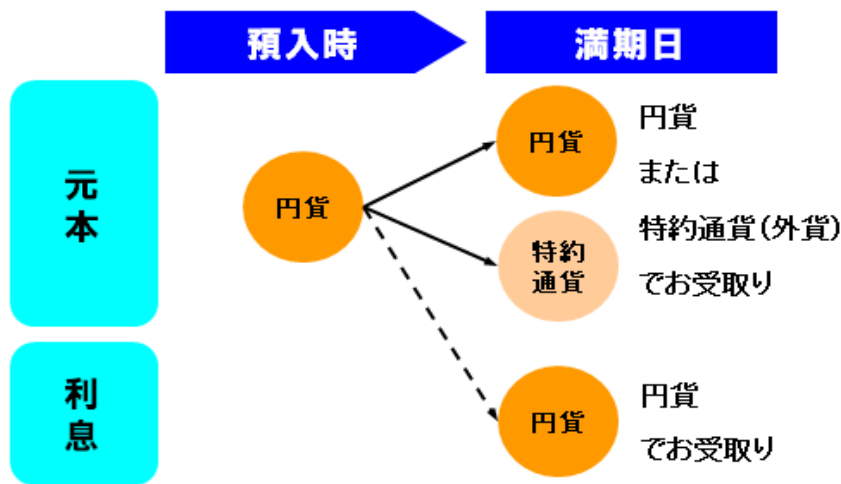 預入時
満期日
元本
円貨
円貨
特約
通貨
円貨
または
特約通貨(外貨)
でお受取り
利息
円貨
円貨
でお受取り